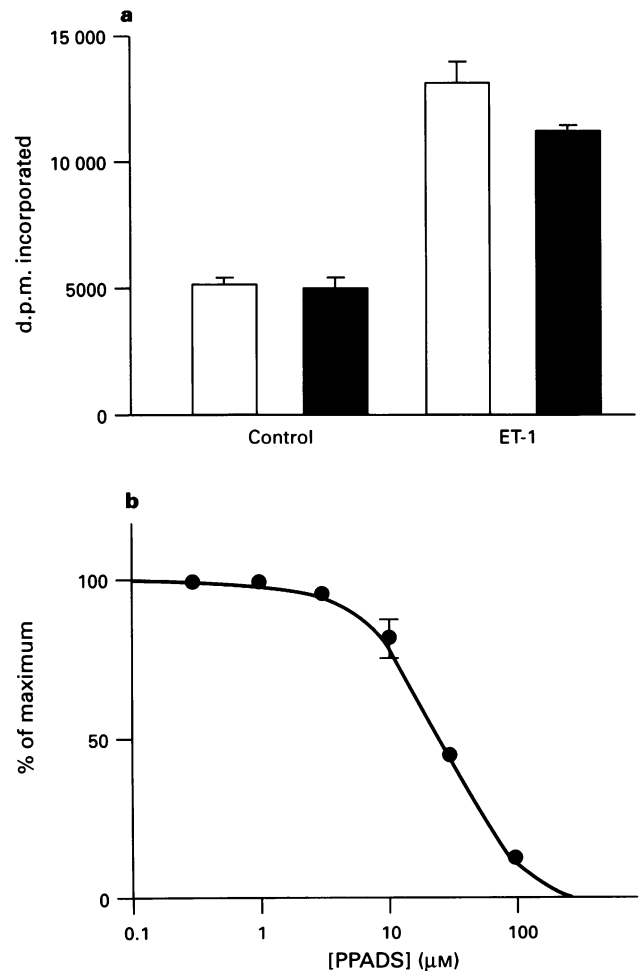 a
15 000
10 000
5000
0
d.p.m. incorporated
Control
ET-1
b
100
50
0
% of maximum
0.1
1
10
100
[PPADS] (μM)